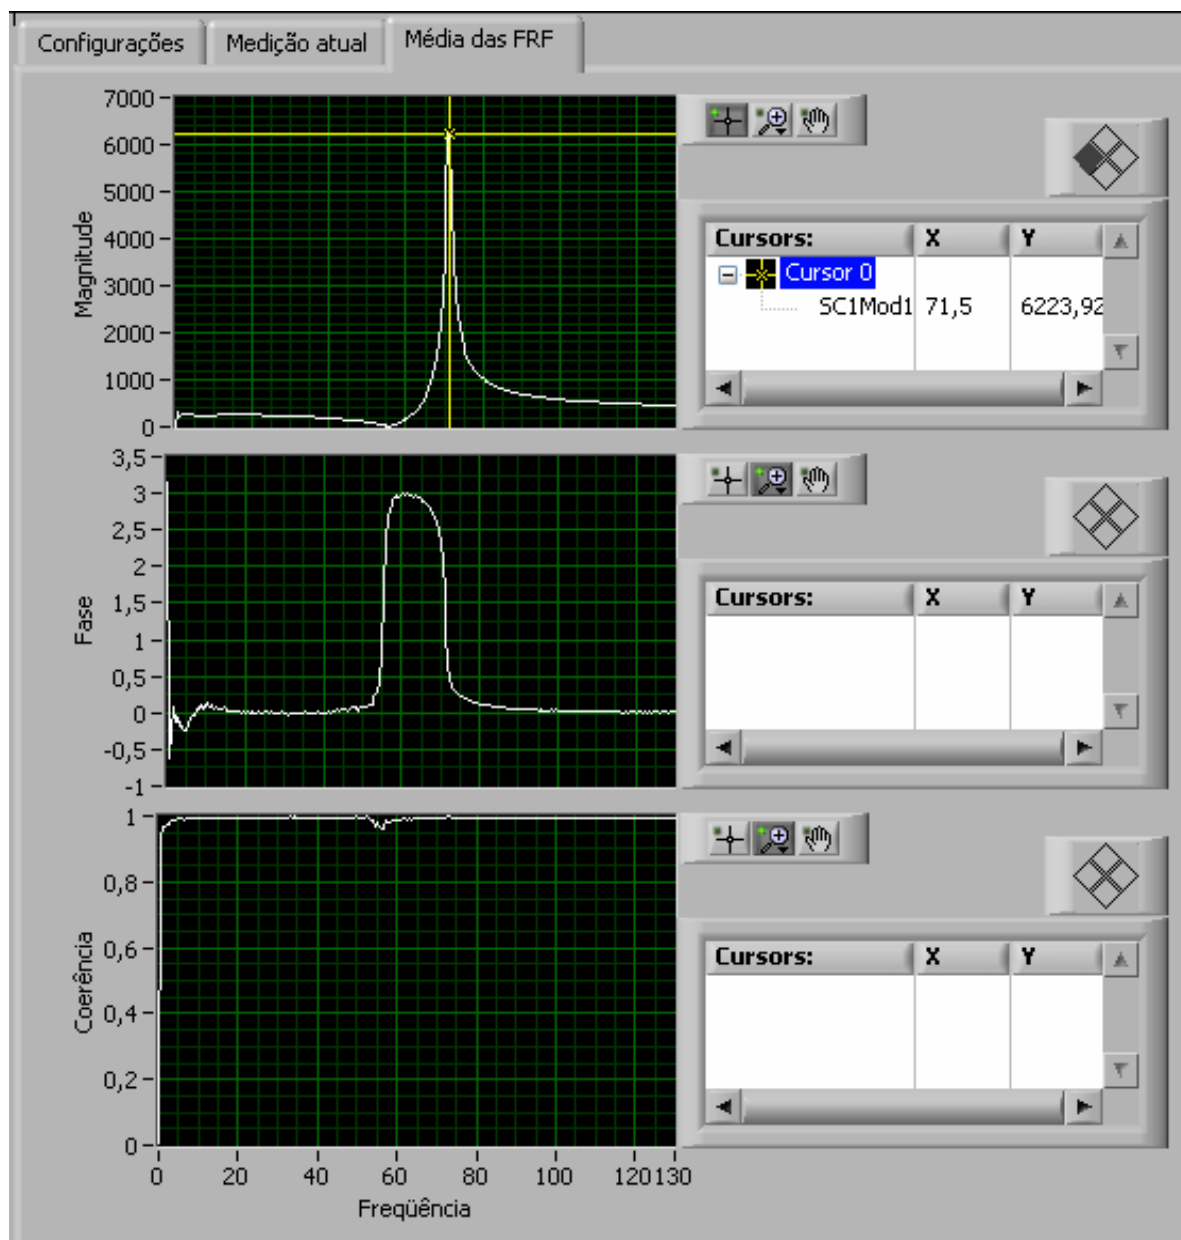 Configurações Medição atual Média das FRF
7000
6000
5000
4000
3000
2000
1000
0
Magnitude
Cursors: X Y
Cursor 0
SC1Mod1 71,5 6223,92
3,5
3
2,5
2
1,5
1
0,5
0
-0,5
-1
Fase
Cursors: X Y
1
0,8
0,6
0,4
0,2
0
Coerência
Cursors: X Y
0 20 40 60 80 100 120 130
Freqüência